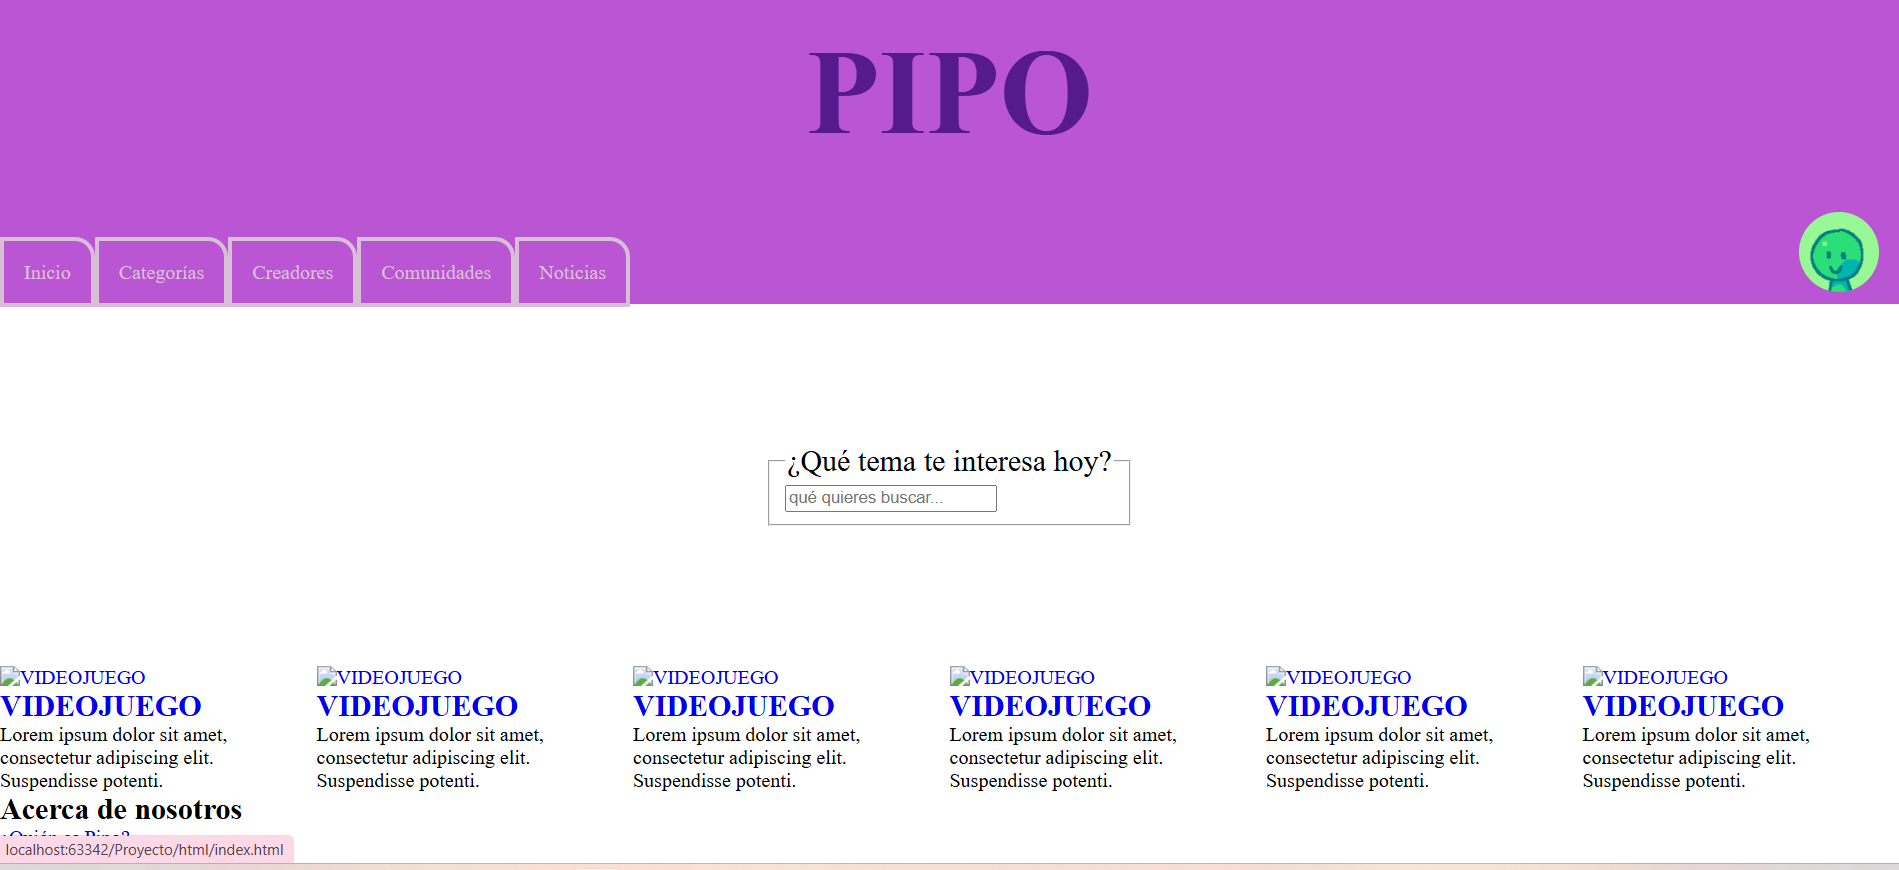 PIPO
Inicio Categorías Creadores Comunidades Noticias
¿Qué tema te interesa hoy?
qué quieres buscar...
VIDEOJUEGO VIDEOJUEGO VIDEOJUEGO VIDEOJUEGO VIDEOJUEGO VIDEOJUEGO
VIDEOJUEGO VIDEOJUEGO VIDEOJUEGO VIDEOJUEGO VIDEOJUEGO VIDEOJUEGO
Lorem ipsum dolor sit amet, Lorem ipsum dolor sit amet, Lorem ipsum dolor sit amet, Lorem ipsum dolor sit amet, Lorem ipsum dolor sit amet, Lorem ipsum dolor sit amet,
consectetur adipiscing elit. consectetur adipiscing elit. consectetur adipiscing elit. consectetur adipiscing elit. consectetur adipiscing elit. consectetur adipiscing elit.
Suspendisse potenti. Suspendisse potenti. Suspendisse potenti. Suspendisse potenti. Suspendisse potenti. Suspendisse potenti.
Acerca de nosotros
¿Quién es Pipo?
localhost:63342/Proyecto/html/index.html